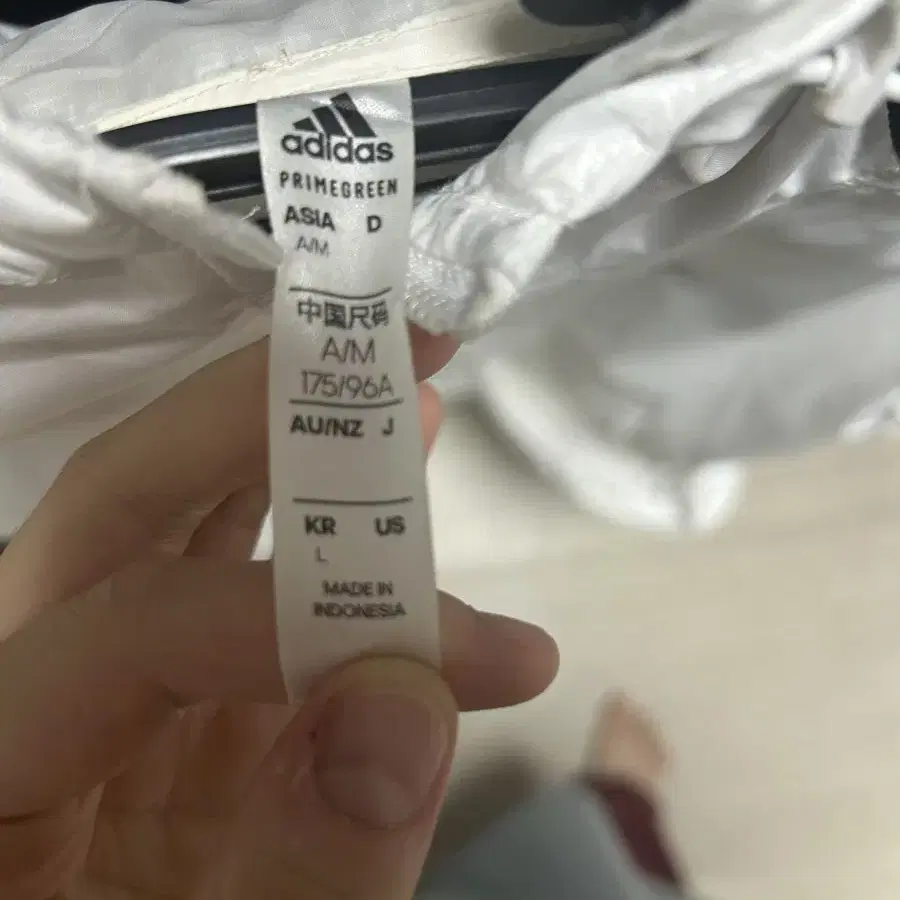 adidas
PRIMEGREEN
ASIA D
A/M
中国尺码
A/M
175/96A
AU/NZ J
KR US
L
MADE IN
INDONESIA